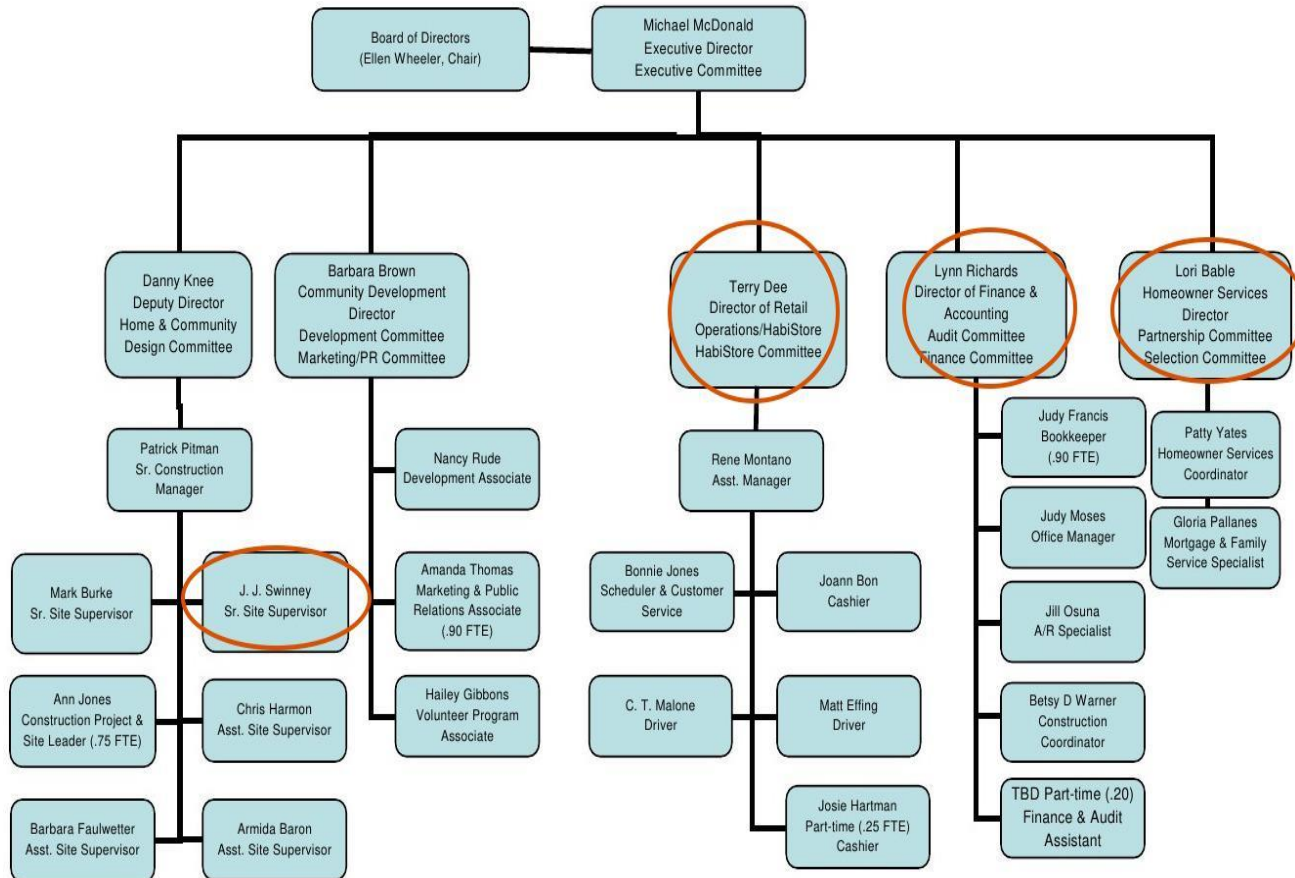 Board of Directors
(Ellen Wheeler, Chair)
Michael McDonald
Executive Director
Executive Committee
Danny Knee
Deputy Director
Home & Community
Design Committee
Barbara Brown
Community Development
Director
Development Committee
Marketing/PR Committee
Terry Dee
Director of Retail
Operations/HabiStore
HabiStore Committee
Lynn Richards
Director of Finance &
Accounting
Audit Committee
Finance Committee
Lori Bable
Homeowner Services
Director
Partnership Committee
Selection Committee
Patrick Pitman
Sr. Construction
Manager
Mark Burke
Sr. Site Supervisor
J. J. Swinney
Sr. Site Supervisor
Ann Jones
Construction Project &
Site Leader (.75 FTE)
Chris Harmon
Asst. Site Supervisor
Barbara Faulwetter
Asst. Site Supervisor
Armida Baron
Asst. Site Supervisor
Nancy Rude
Development Associate
Amanda Thomas
Marketing & Public
Relations Associate
(.90 FTE)
Hailey Gibbons
Volunteer Program
Associate
Rene Montano
Asst. Manager
Bonnie Jones
Scheduler & Customer
Service
Joann Bon
Cashier
C. T. Malone
Driver
Matt Effing
Driver
Josie Hartman
Part-time (.25 FTE)
Cashier
Judy Francis
Bookkeeper
(.90 FTE)
Judy Moses
Office Manager
Jill Osuna
A/R Specialist
Betsy D Warner
Construction
Coordinator
TBD Part-time (.20)
Finance & Audit
Assistant
Patty Yates
Homeowner Services
Coordinator
Gloria Pallanes
Mortgage & Family
Service Specialist